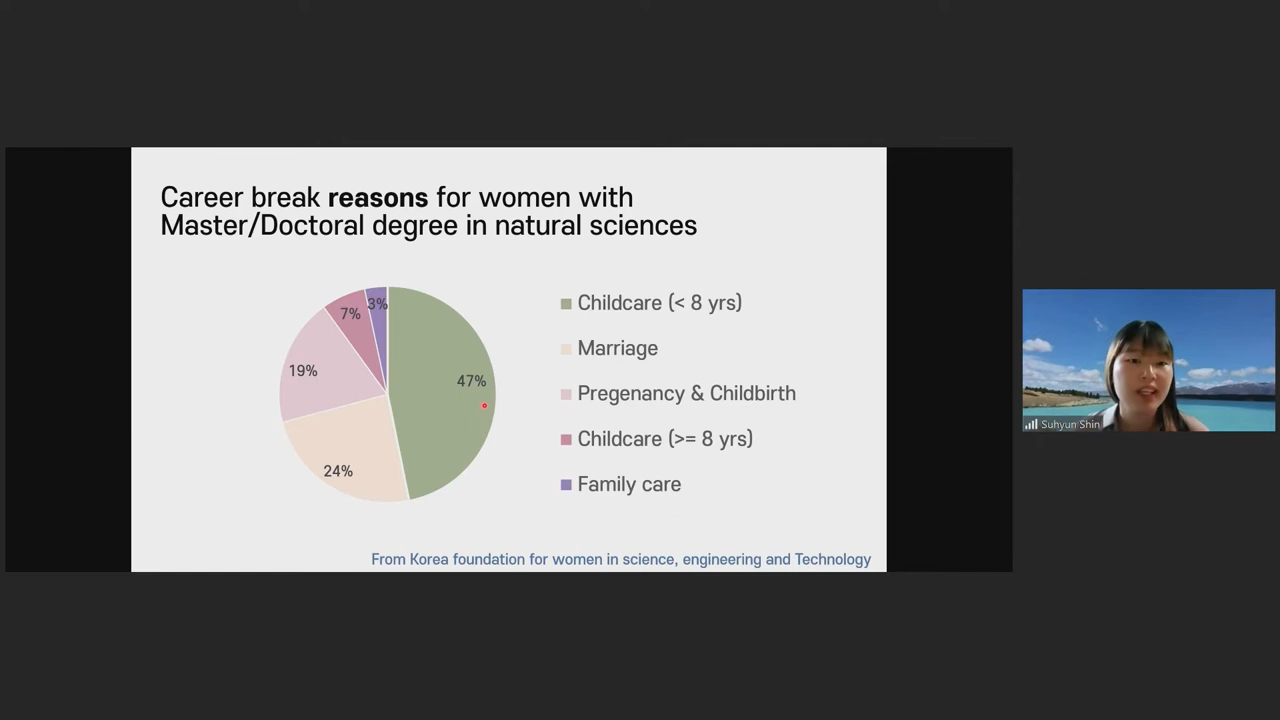 Career break reasons for women with
Master/Doctoral degree in natural sciences
3%
7%
47%
19%
24%
Childcare (< 8 yrs)
Marriage
Pregenancy & Childbirth
Childcare (>= 8 yrs)
Family care
From Korea foundation for women in science, engineering and Technology
Suhyun Shin